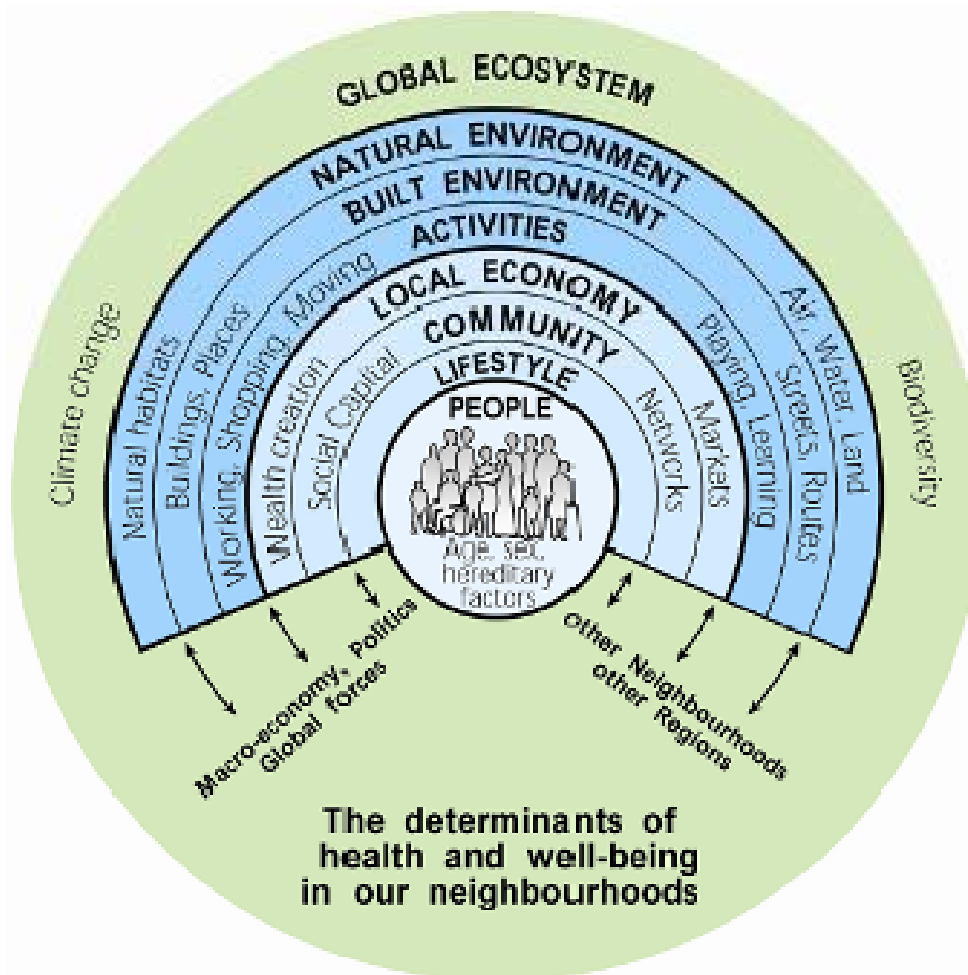 GLOBAL ECOSYSTEM
NATURAL ENVIRONMENT
BUILT ENVIRONMENT
ACTIVITIES
LOCAL ECONOMY
COMMUNITY
LIFESTYLE
PEOPLE
Age, sex,
hereditary
factors
Climate change
Natural habitats
Buildings, Places
Working, Shopping, Moving
Wealth creation
Social Capital
Networks
Markets
Playing, Learning
Streets, Routes
Air, Water, Land
Biodiversity
Macro-economy, Politics
Global forces
Other Neighbourhoods
other Regions
The determinants of
health and well-being
in our neighbourhoods